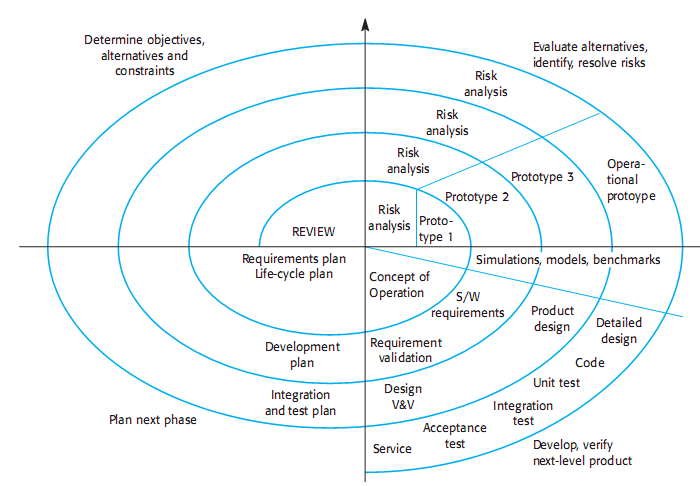 Determine objectives,
alternatives and
constraints
Evaluate alternatives,
identify, resolve risks
Risk
analysis
Risk
analysis
Risk
analysis
Risk
analysis
Proto-
type 1
Prototype 2
Prototype 3
Opera-
tional
protoype
REVIEW
Requirements plan
Life-cycle plan
Concept of
Operation
Simulations, models, benchmarks
S/W
requirements
Product
design
Detailed
design
Development
plan
Requirement
validation
Code
Unit test
Integration
and test plan
Design
V&V
Integration
test
Plan next phase
Acceptance
test
Service
Develop, verify
next-level product